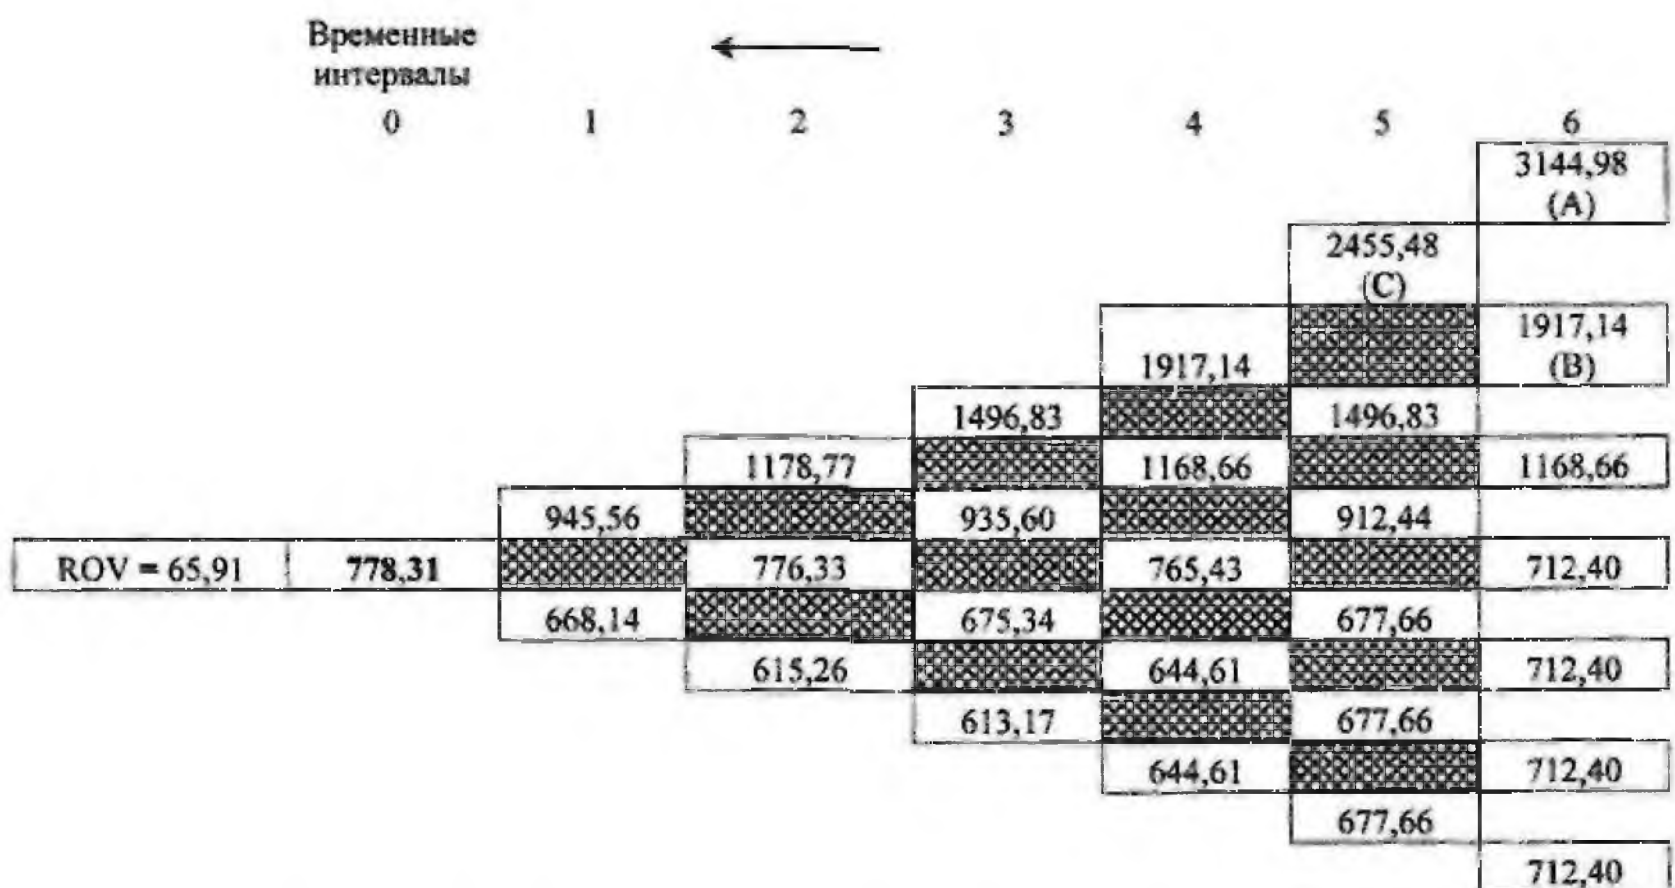 Временные
интервалы
0 1 2 3 4 5 6
3144,98
(A)
2455,48
(C)
1917,14
1917,14
(B)
1496,83 1496,83
1178,77 1168,66 1168,66
945,56 935,60 912,44
ROV = 65,91 778,31 776,33 765,43 712,40
668,14 675,34 677,66
615,26 644,61 712,40
613,17 677,66
644,61 712,40
677,66
712,40